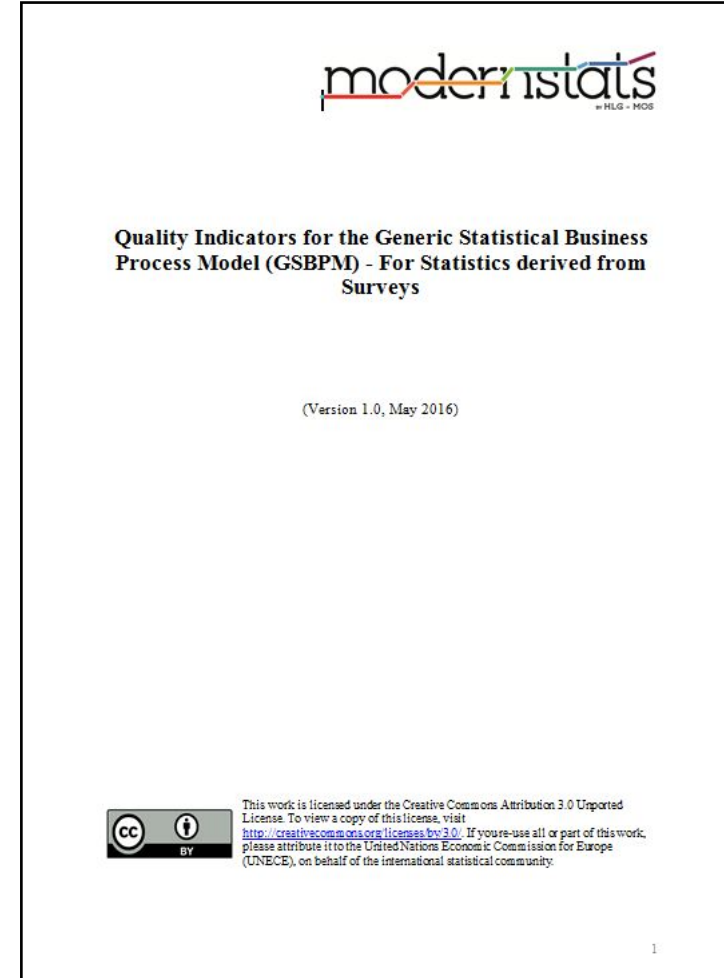 modernstats
BY HLG - MOS
Quality Indicators for the Generic Statistical Business
Process Model (GSBPM) - For Statistics derived from
Surveys
(Version 1.0, May 2016)
This work is licensed under the Creative Commons Attribution 3.0 Unported
License. To view a copy of this license, visit
http://creativecommons.org/licenses/by/3.0/. If you re-use all or part of this work,
please attribute it to the United Nations Economic Commission for Europe
(UNECE), on behalf of the international statistical community.
cc
BY
1